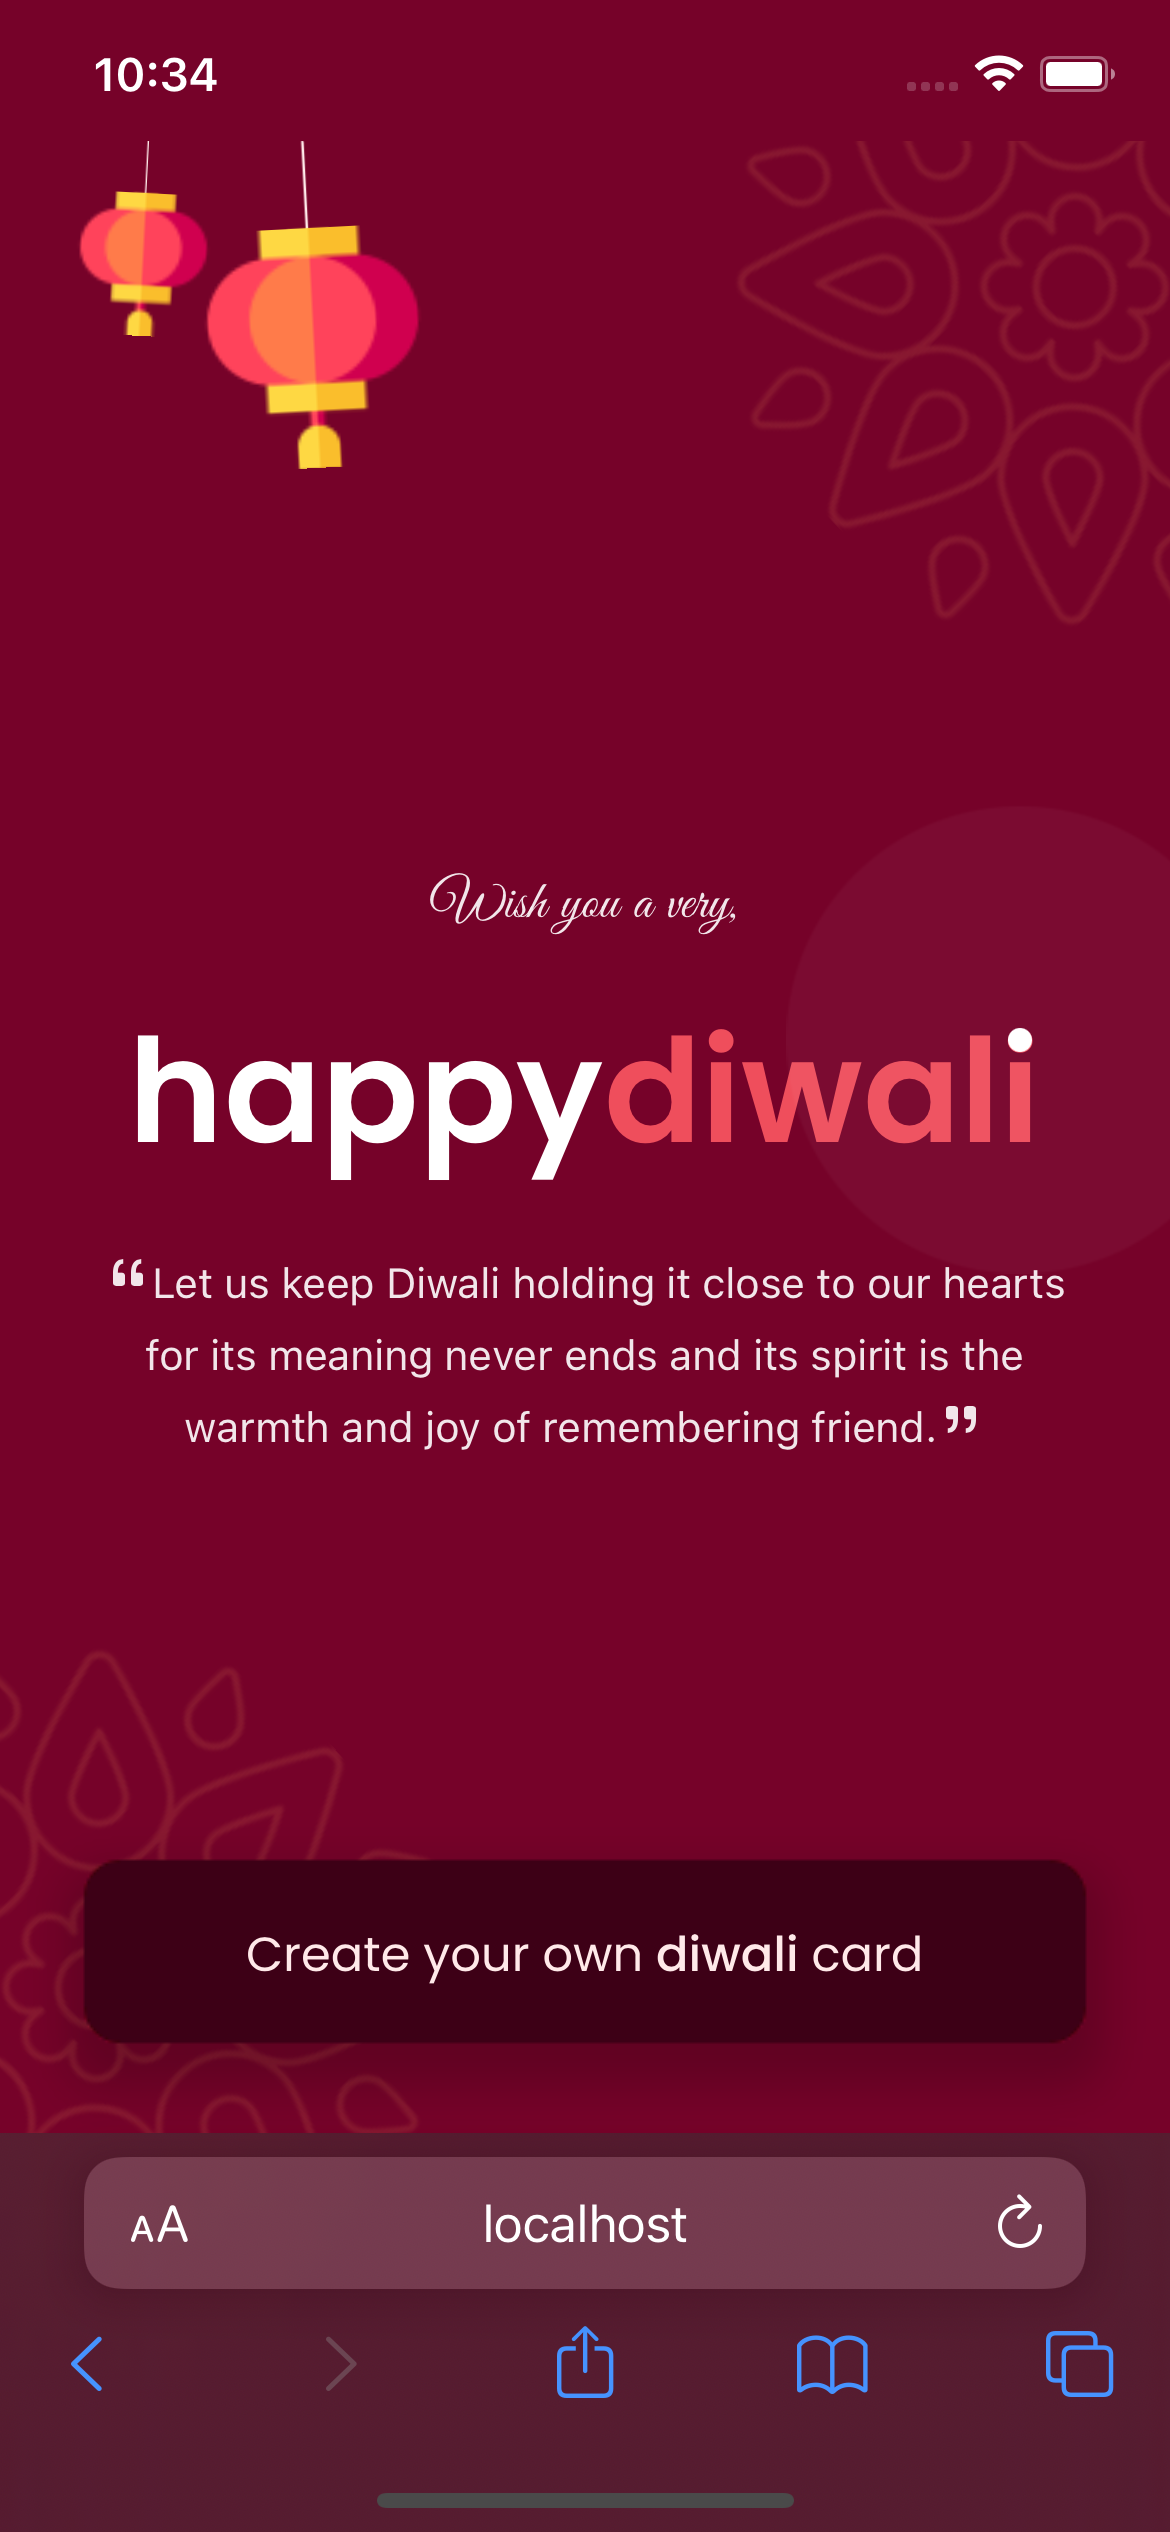 10:34
Wish you a very,
happydiwali
“Let us keep Diwali holding it close to our hearts
for its meaning never ends and its spirit is the
warmth and joy of remembering friend.”
Create your own diwali card
AA localhost